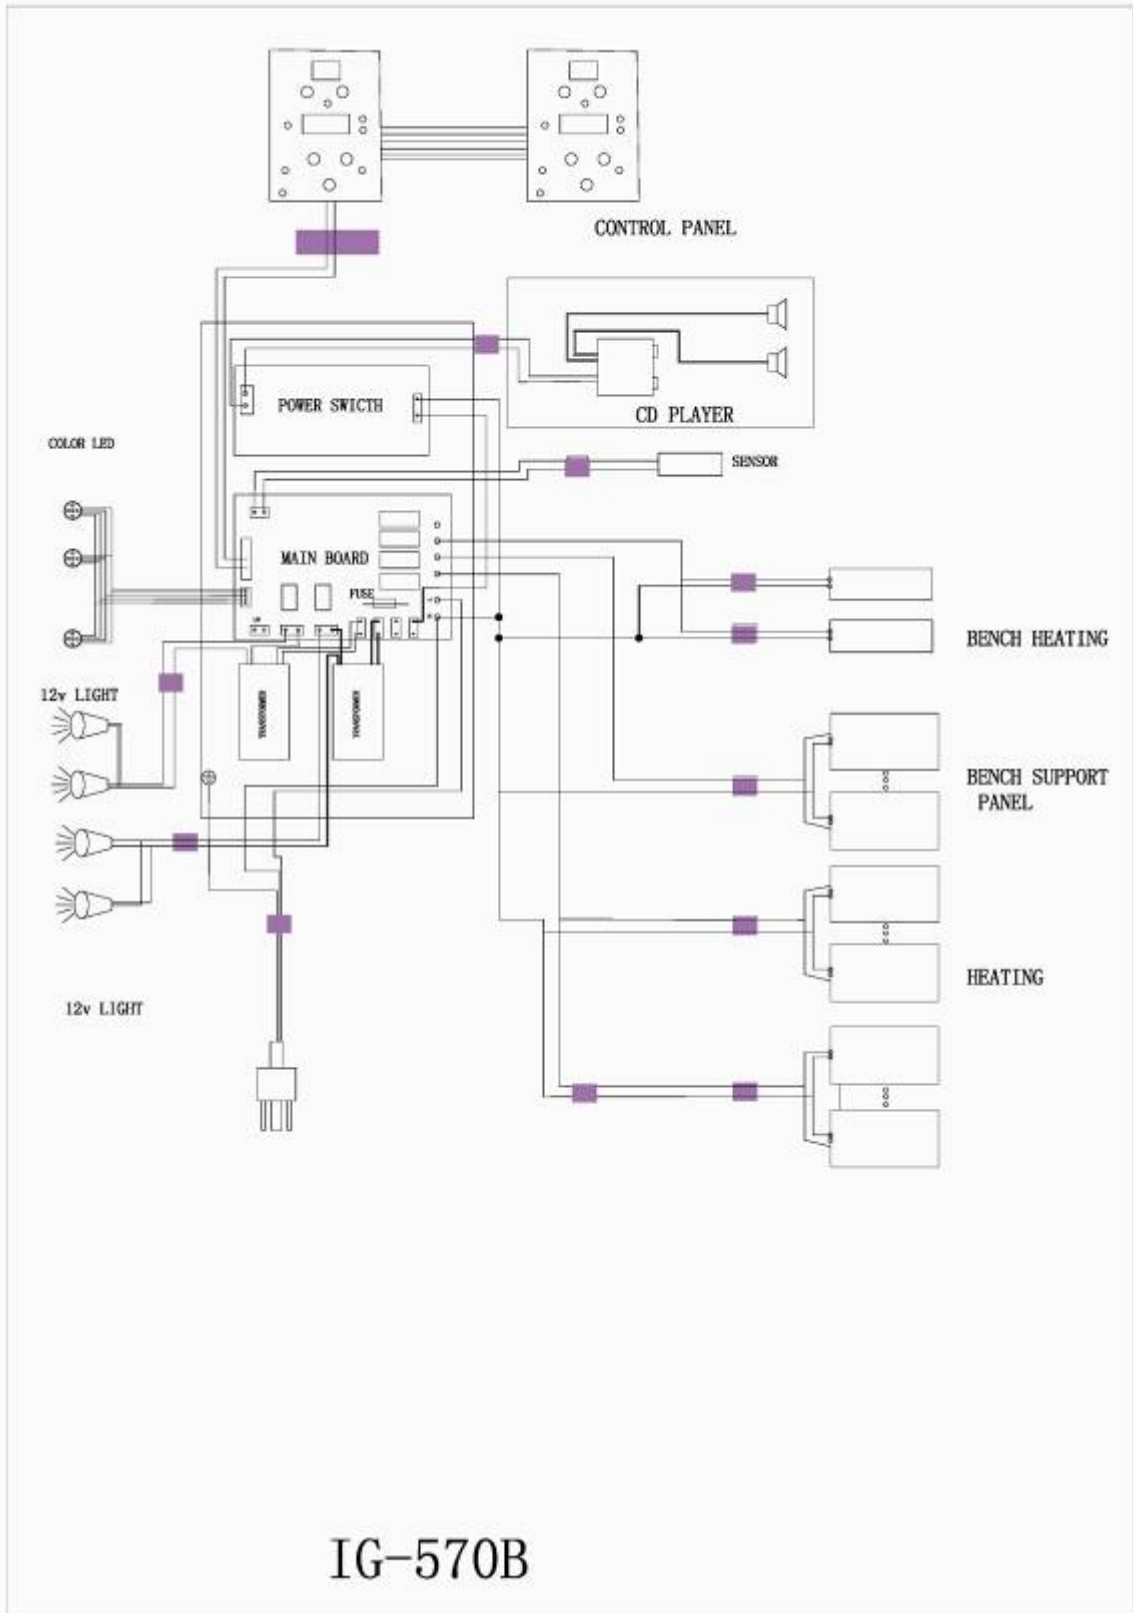 CONTROL PANEL
CD PLAYER
POWER SWICTH
COLOR LED
SENSOR
MAIN BOARD
FUSE
BENCH HEATING
12v LIGHT
BENCH SUPPORT
PANEL
HEATING
12v LIGHT
IG-570B